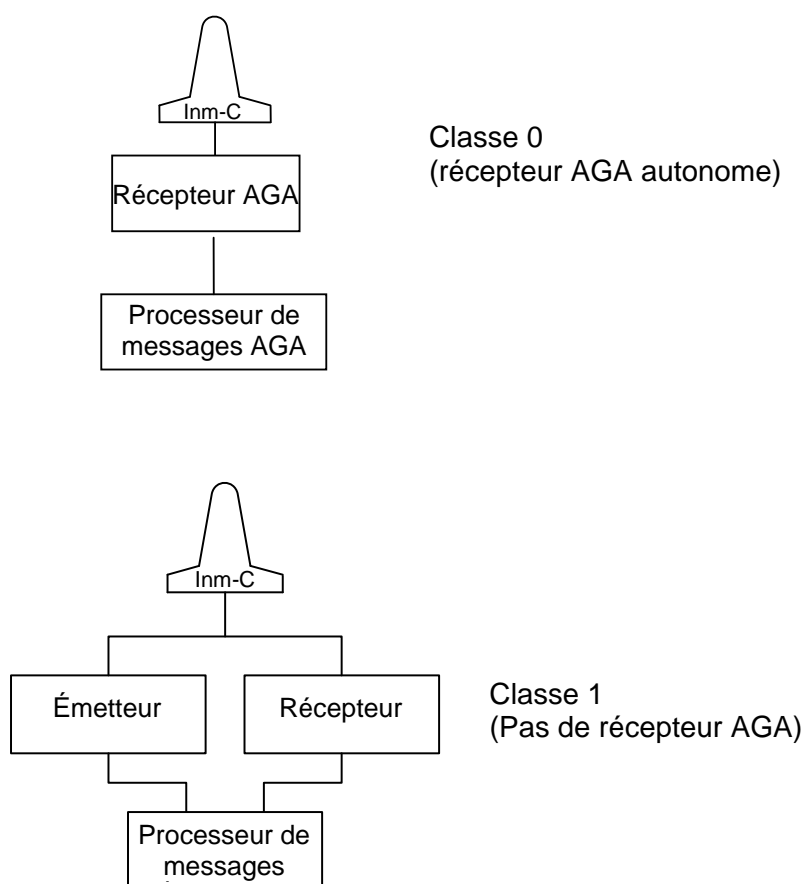 Inm-C
Classe 0
(récepteur AGA autonome)
Récepteur AGA
Processeur de
messages AGA
Inm-C
Émetteur
Récepteur
Classe 1
(Pas de récepteur AGA)
Processeur de
messages